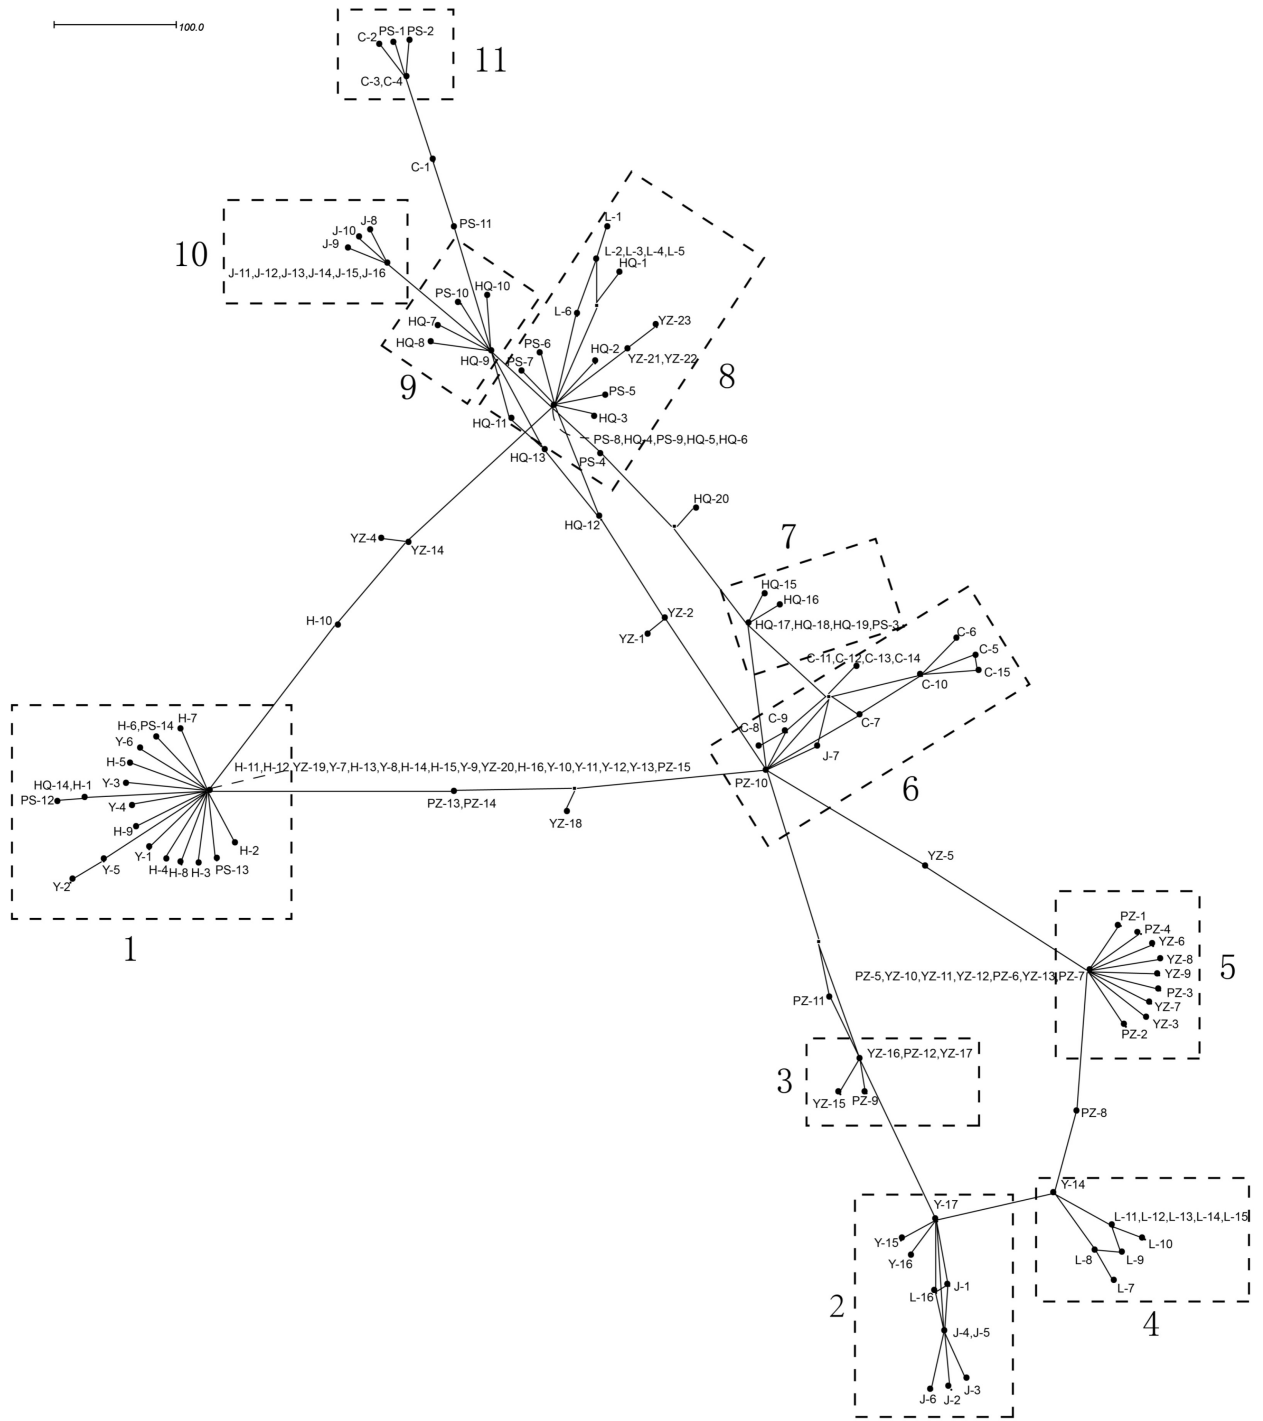 100.0
C-2
PS-1
PS-2
C-3,C-4
11
C-1
PS-11
J-8
J-10
J-9
10
J-11,J-12,J-13,J-14,J-15,J-16
L-1
L-2,L-3,L-4,L-5
HQ-1
L-6
PS-10
HQ-10
HQ-7
HQ-8
HQ-9
9
PS-6
PS-7
YZ-23
HQ-2
YZ-21,YZ-22
8
PS-5
HQ-3
PS-8,HQ-4,PS-9,HQ-5,HQ-6
PS-4
HQ-11
HQ-13
HQ-12
HQ-20
YZ-4
YZ-14
7
HQ-15
HQ-16
HQ-17,HQ-18,HQ-19,PS-3
H-10
YZ-2
YZ-1
C-6
C-5
C-15
C-10
C-11,C-12,C-13,C-14
C-9
C-8
C-7
J-7
PZ-10
6
H-7
H-6,PS-14
Y-6
H-5
Y-3
HQ-14,H-1
PS-12
Y-4
H-9
Y-1
Y-5
Y-2
H-4
H-8
H-3
PS-13
H-2
H-11,H-12,YZ-19,Y-7,H-13,Y-8,H-14,H-15,Y-9,YZ-20,H-16,Y-10,Y-11,Y-12,Y-13,PZ-15
1
PZ-13,PZ-14
YZ-18
YZ-5
PZ-1
PZ-4
YZ-6
YZ-8
YZ-9
PZ-3
YZ-7
YZ-3
PZ-2
5
PZ-5,YZ-10,YZ-11,YZ-12,PZ-6,YZ-13,PZ-7
PZ-11
YZ-16,PZ-12,YZ-17
3
YZ-15
PZ-9
PZ-8
Y-14
L-11,L-12,L-13,L-14,L-15
L-10
L-9
L-8
L-7
4
Y-17
Y-15
Y-16
J-1
L-16
2
J-4,J-5
J-6
J-2
J-3